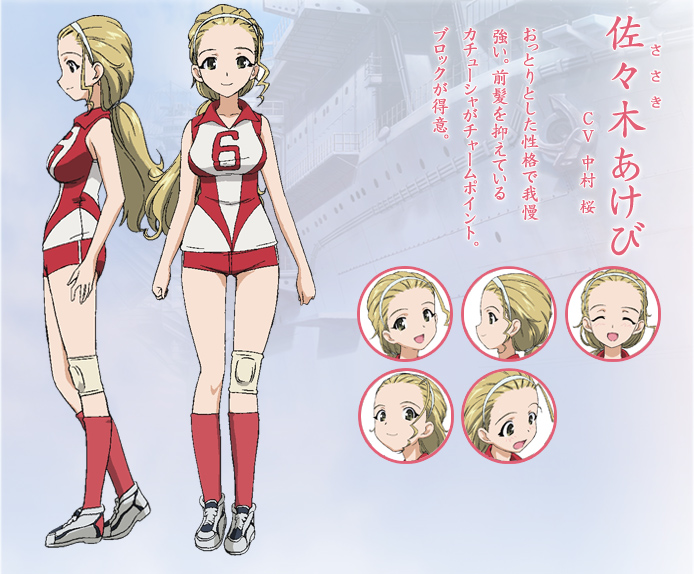 佐々木あけび
ささき
CV 中村 桜
おっとりとした性格で我慢
強い。前髪を抑えている
カチューシャがチャームポイント。
ブロックが得意。
6